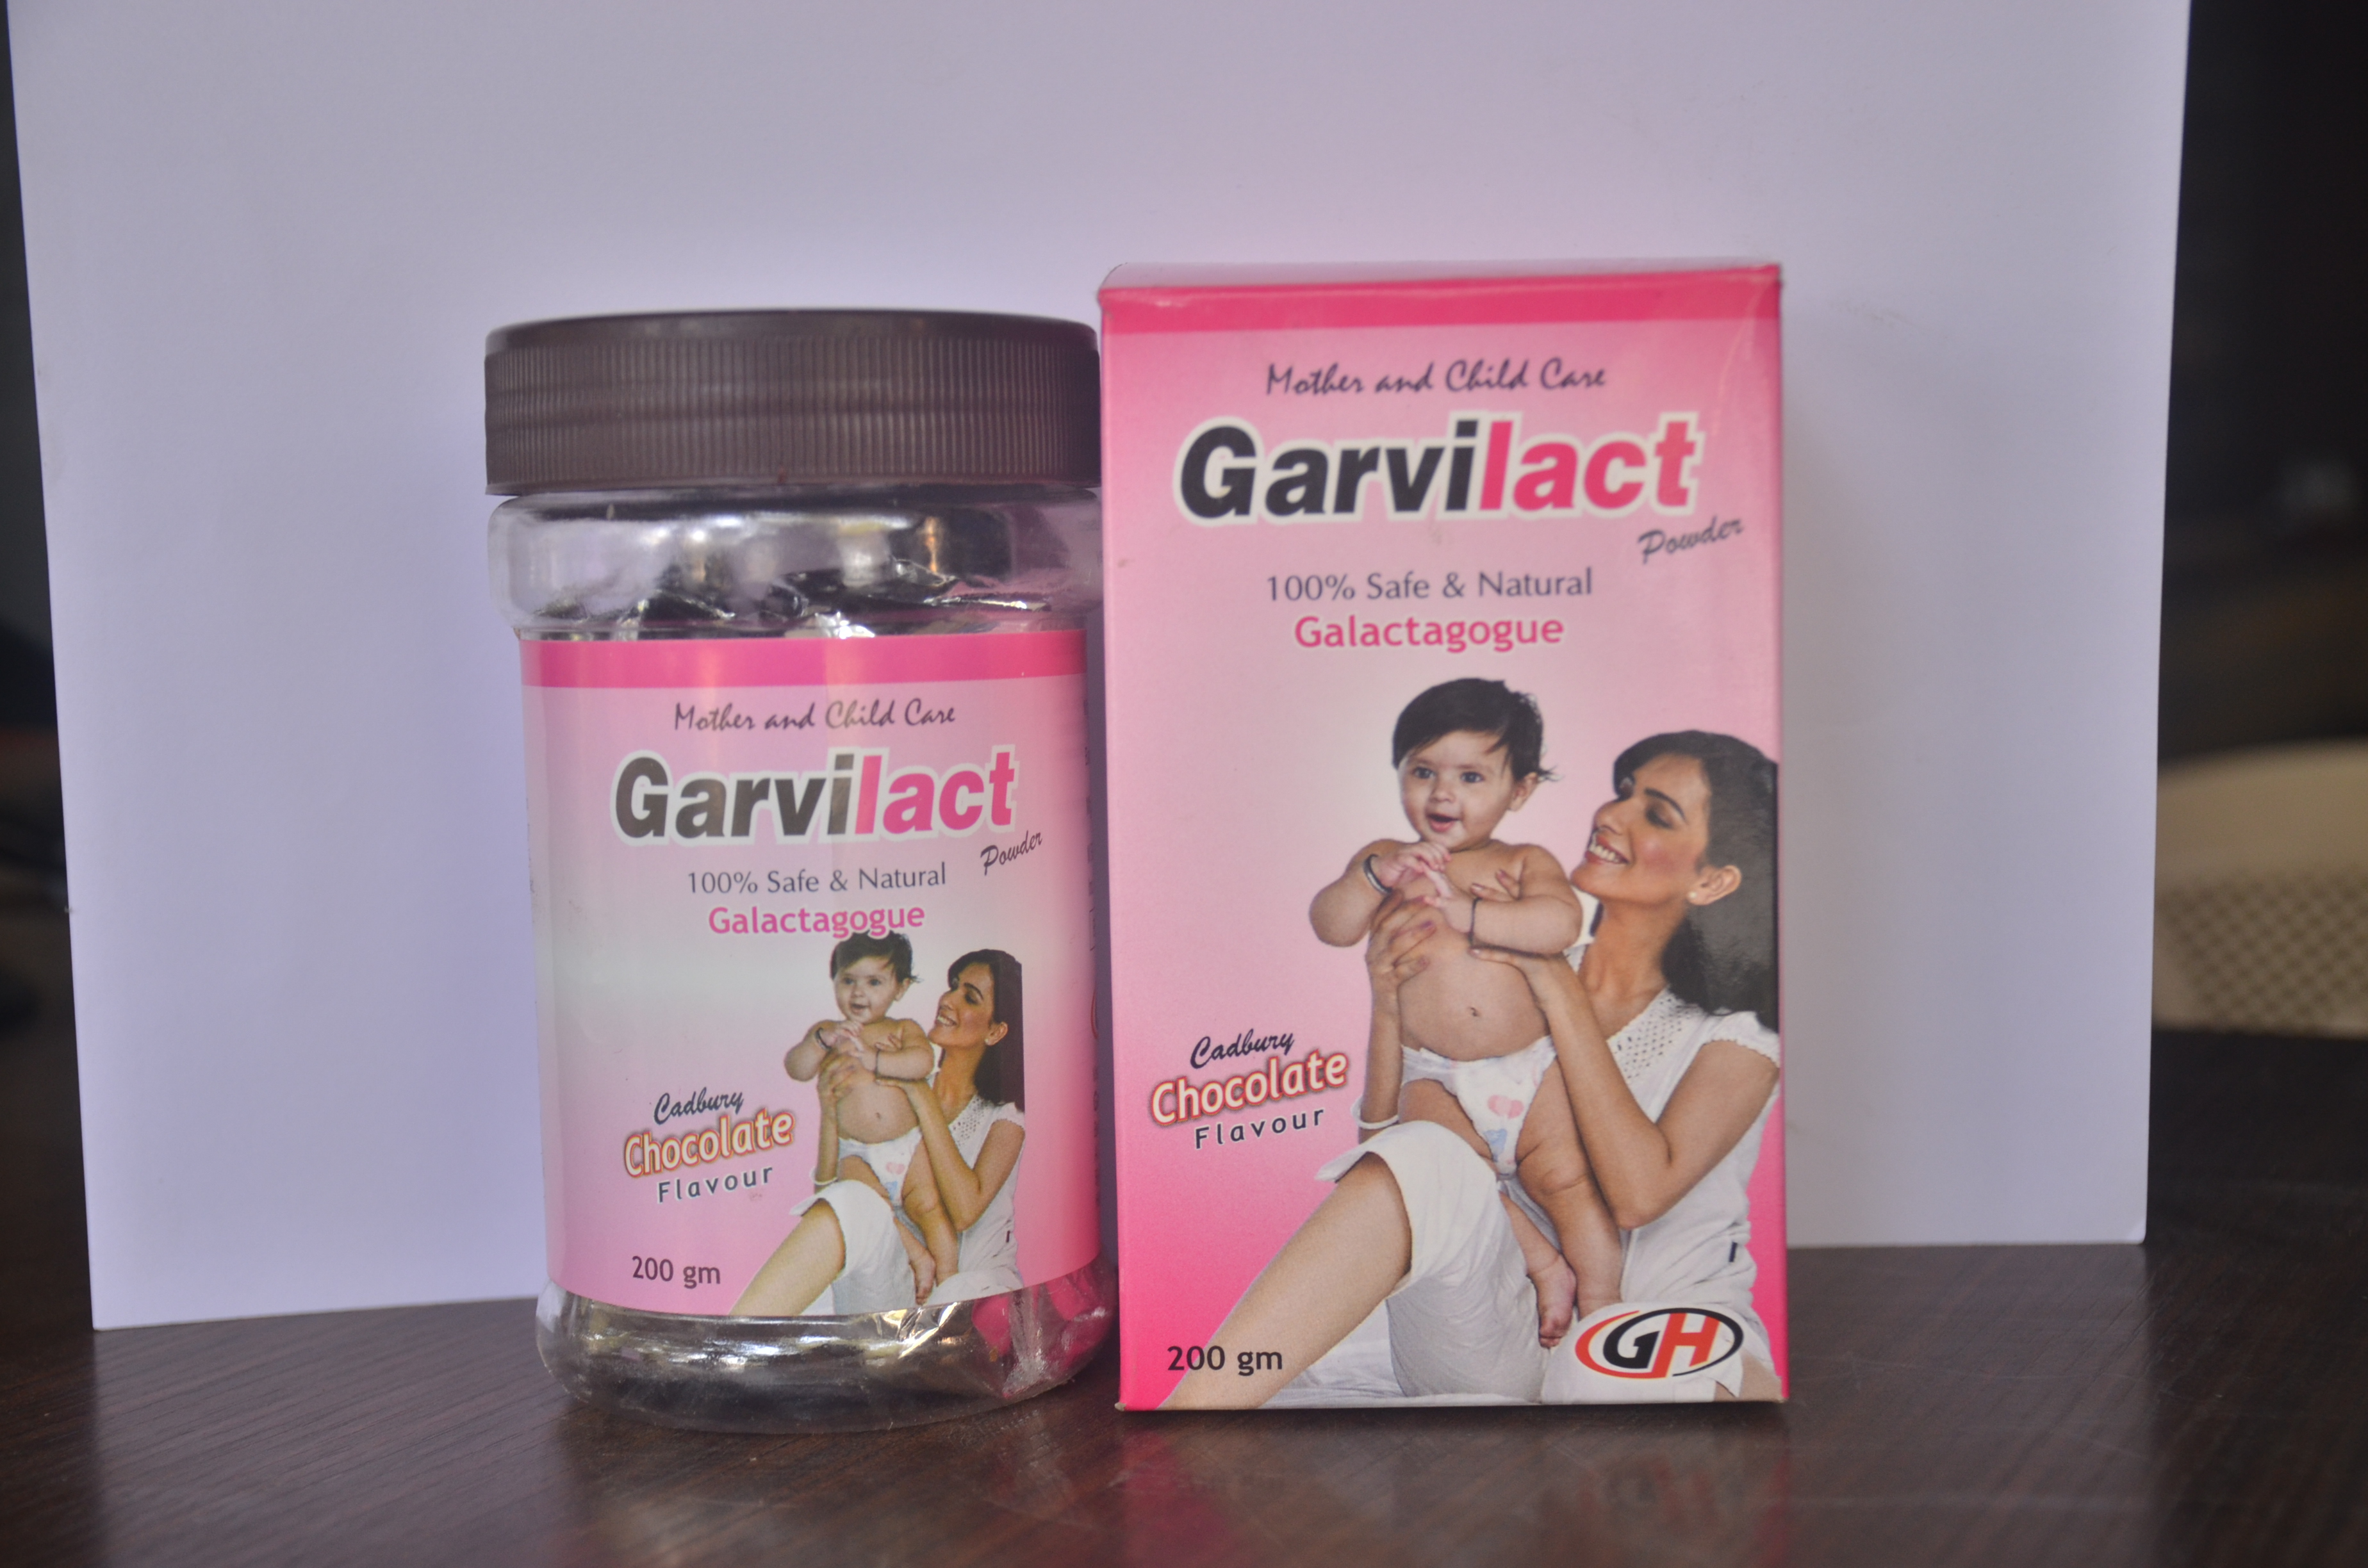 Mother and Child Care
Garvilact
Powder
100% Safe & Natural
Galactagogue
Cadbury
Chocolate
Flavour
200 gm
Mother and Child Care
Garvilact
Powder
100% Safe & Natural
Galactagogue
Cadbury
Chocolate
Flavour
200 gm
GH